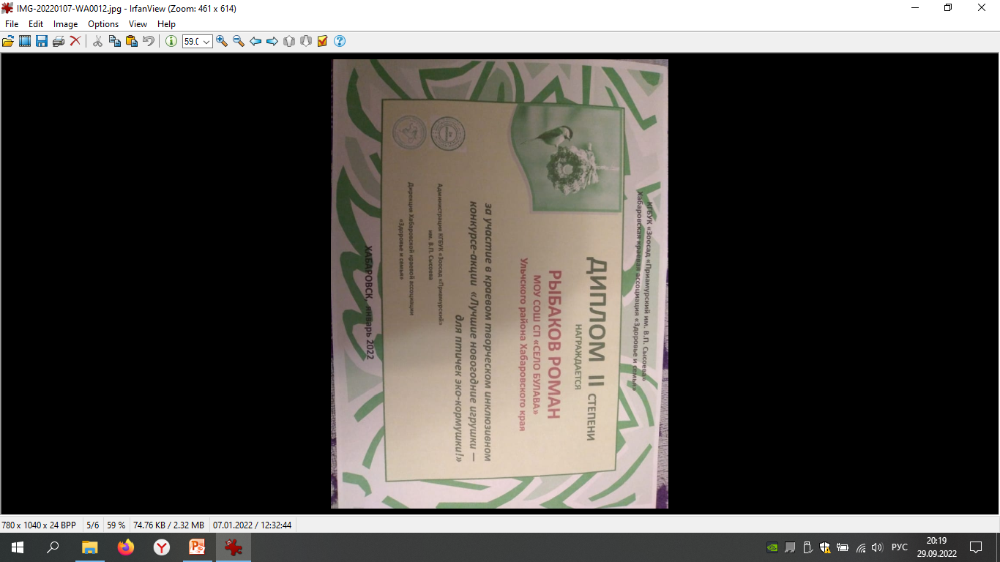 IMG-20220107-WA0012.jpg - IrfanView (Zoom: 461 x 614)
File Edit Image Options View Help
КГБУК «Зоосад «Приамурский им. В.П. Сысоева»
Хабаровская краевая ассоциация «Здоровье и семья»
ДИПЛОМ II СТЕПЕНИ
НАГРАЖДАЕТСЯ
РЫБАКОВ РОМАН
МОУ СОШ СП «СЕЛО БУЛАВА»
Ульчского района Хабаровского края
за участие в краевом творческом инклюзивном
конкурсе-акции «Лучшие новогодние игрушки —
для птичек эко-кормушки!»
Администрация КГБУК «Зоосад «Приамурский»
им. В.П. Сысоева
Дирекция Хабаровской краевой ассоциации
«Здоровье и семья»
ХАБАРОВСК, январь 2022
780 x 1040 x 24 BPP 5/6 59 % 74.76 KB / 2.32 MB 07.01.2022 / 12:32:44
РУС
20:19
29.09.2022